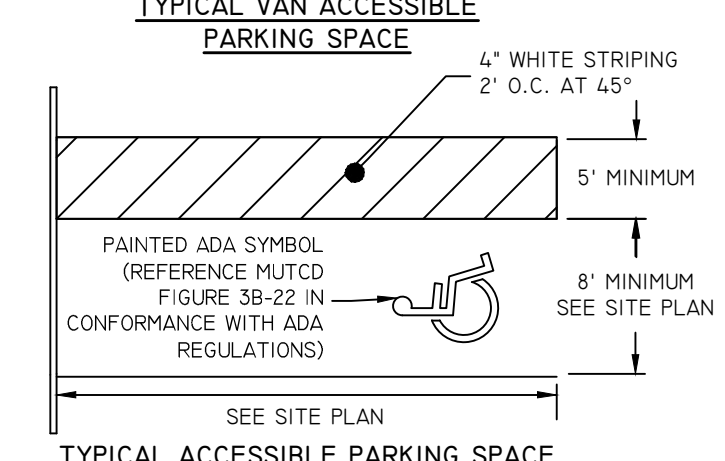 TYPICAL VAN ACCESSIBLE
PARKING SPACE
4" WHITE STRIPING
2' O.C. AT 45°
5' MINIMUM
PAINTED ADA SYMBOL
(REFERENCE MUTCD
FIGURE 3B-22 IN
CONFORMANCE WITH ADA
REGULATIONS)
8' MINIMUM
SEE SITE PLAN
SEE SITE PLAN
TYPICAL ACCESSIBLE PARKING SPACE